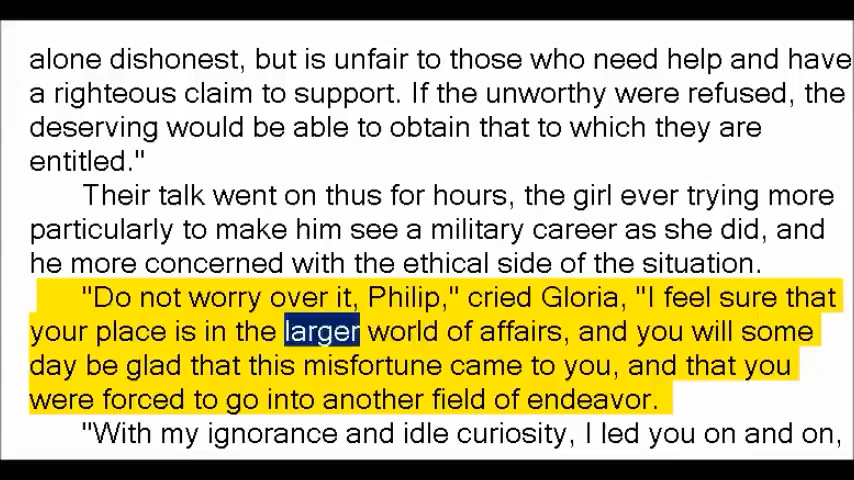 alone dishonest, but is unfair to those who need help and have
a righteous claim to support. If the unworthy were refused, the
deserving would be able to obtain that to which they are
entitled."
Their talk went on thus for hours, the girl ever trying more
particularly to make him see a military career as she did, and
he more concerned with the ethical side of the situation.
"Do not worry over it, Philip," cried Gloria, "I feel sure that
your place is in the larger world of affairs, and you will some
day be glad that this misfortune came to you, and that you
were forced to go into another field of endeavor.
"With my ignorance and idle curiosity, I led you on and on,